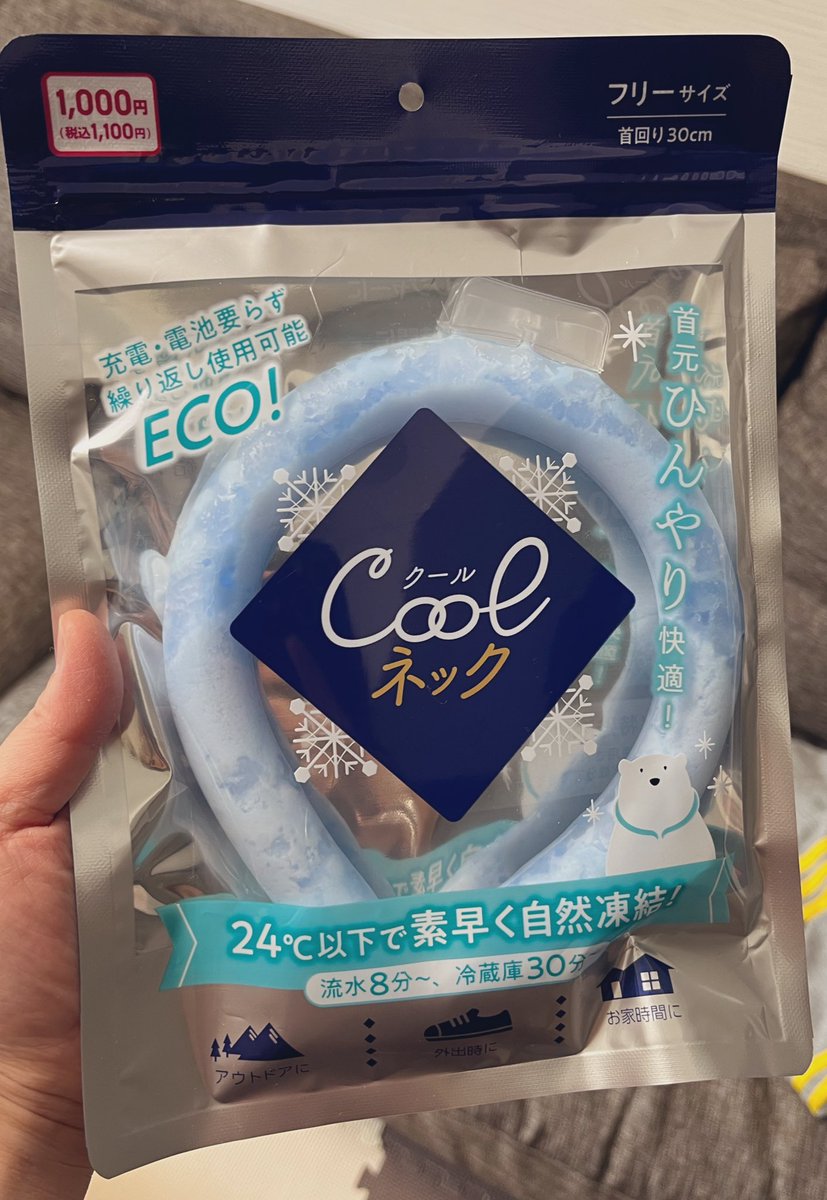 1,000円
(税込1,100円)
フリーサイズ
首回り30cm
充電・電池要らず
繰り返し使用可能
ECO!
首元ひんやり快適!
クール
Cool
ネック
24℃以下で素早く自然凍結!
流水8分~、冷蔵庫30分~
アウトドアに
外出時に
お家時間に